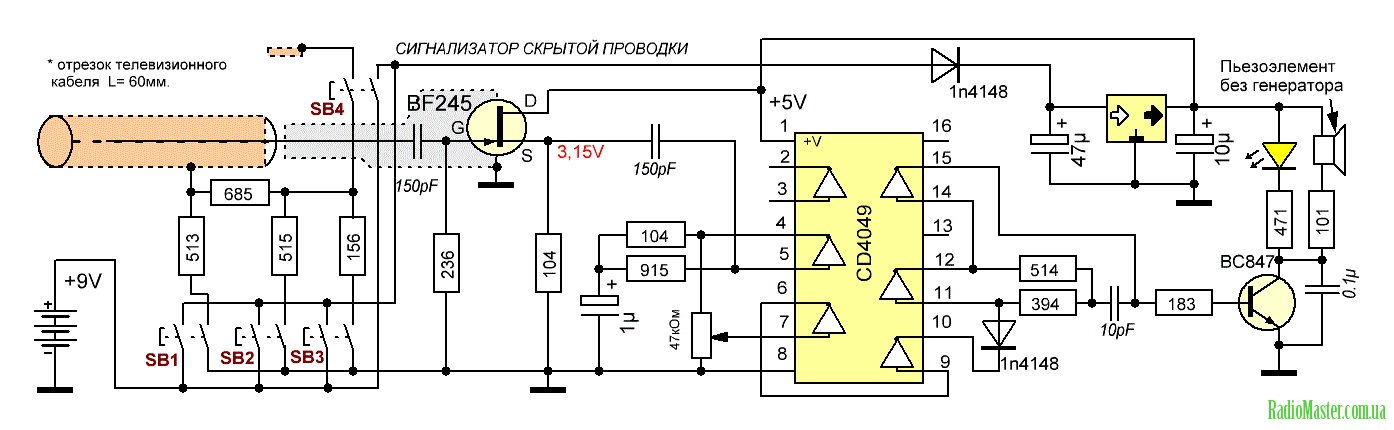 СИГНАЛИЗАТОР СКРЫТОЙ ПРОВОДКИ
* отрезок телевизионного
кабеля L= 60мм.
SB4
BF245
D
G
S
150pF
3,15V
150pF
+5V
1n4148
47µ
+
10µ
+
Пьезоэлемент
без генератора
685
513
515
156
236
104
104
915
+
1µ
47кОм
+V
CD4049
1
2
3
4
5
6
7
8
16
15
14
13
12
11
10
9
514
394
10pF
183
1n4148
471
101
BC847
0.1µ
+9V
+
SB1
SB2
SB3
RadioMaster.com.ua